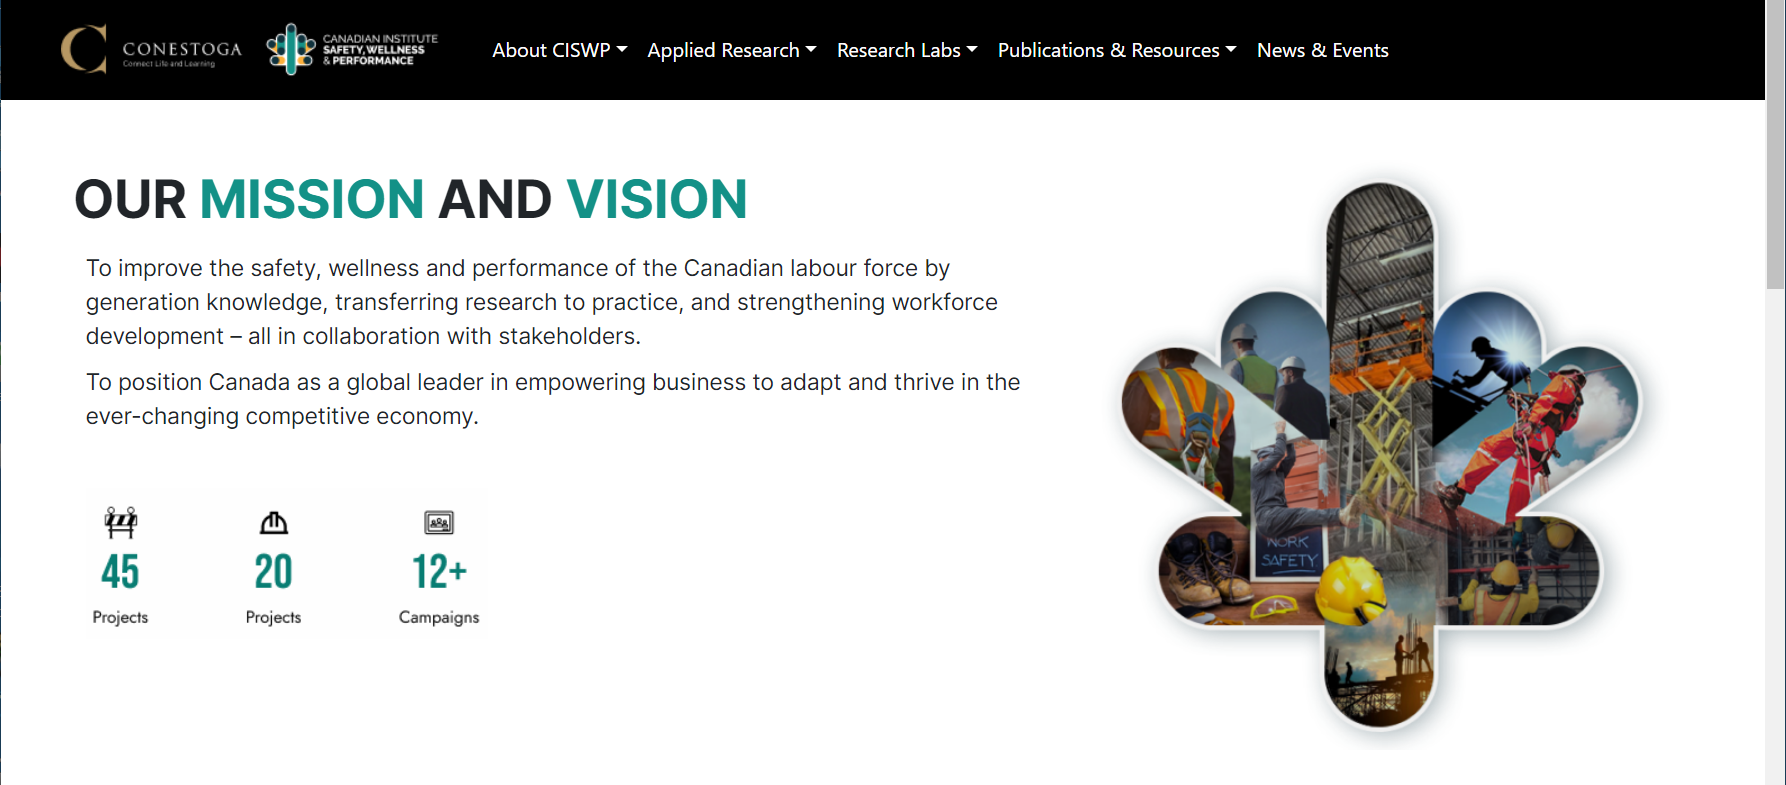 CONESTOGA
Connect Life and Learning
CANADIAN INSTITUTE
SAFETY, WELLNESS
& PERFORMANCE
About CISWP
Applied Research
Research Labs
Publications & Resources
News & Events
OUR MISSION AND VISION
To improve the safety, wellness and performance of the Canadian labour force by
generation knowledge, transferring research to practice, and strengthening workforce
development – all in collaboration with stakeholders.
To position Canada as a global leader in empowering business to adapt and thrive in the
ever-changing competitive economy.
45
Projects
20
Projects
12+
Campaigns
WORK
SAFETY